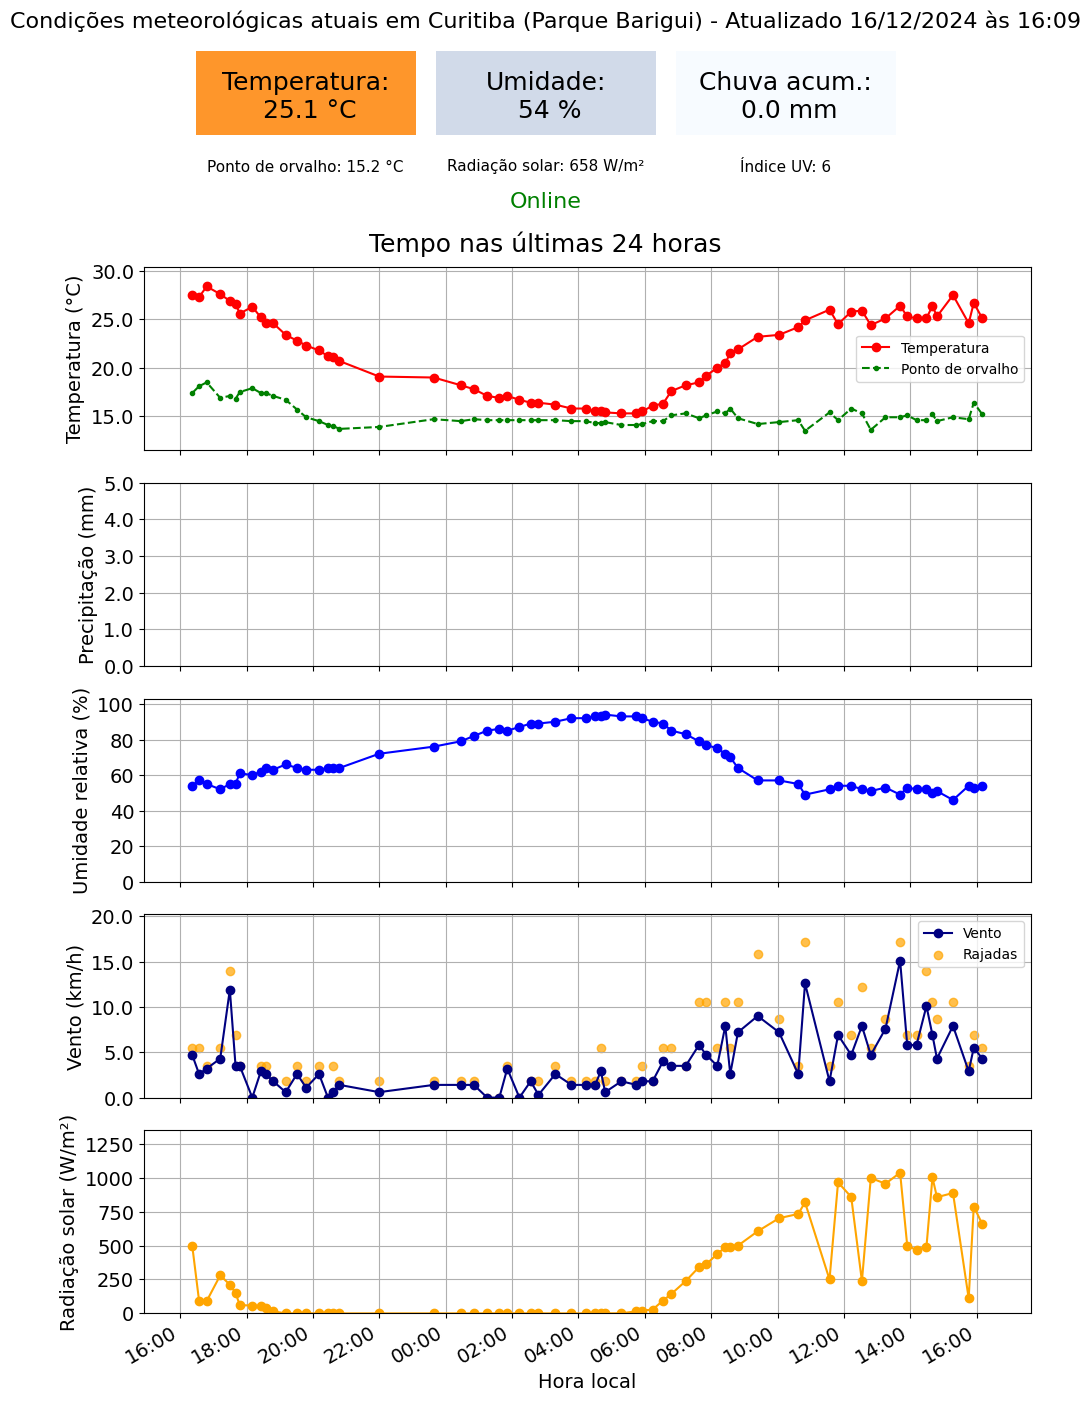 Condições meteorológicas atuais em Curitiba (Parque Barigui) - Atualizado 16/12/2024 às 16:09
Temperatura:
25.1 °C
Umidade:
54 %
Chuva acum.:
0.0 mm
Ponto de orvalho: 15.2 °C
Radiação solar: 658 W/m²
Índice UV: 6
Online
Tempo nas últimas 24 horas
Temperatura (°C)
30.0
25.0
20.0
15.0
Temperatura
Ponto de orvalho
Precipitação (mm)
5.0
4.0
3.0
2.0
1.0
0.0
Umidade relativa (%)
100
80
60
40
20
0
Vento (km/h)
20.0
15.0
10.0
5.0
0.0
Vento
Rajadas
Radiação solar (W/m²)
1250
1000
750
500
250
0
16:00
18:00
20:00
22:00
00:00
02:00
04:00
06:00
08:00
10:00
12:00
14:00
16:00
Hora local